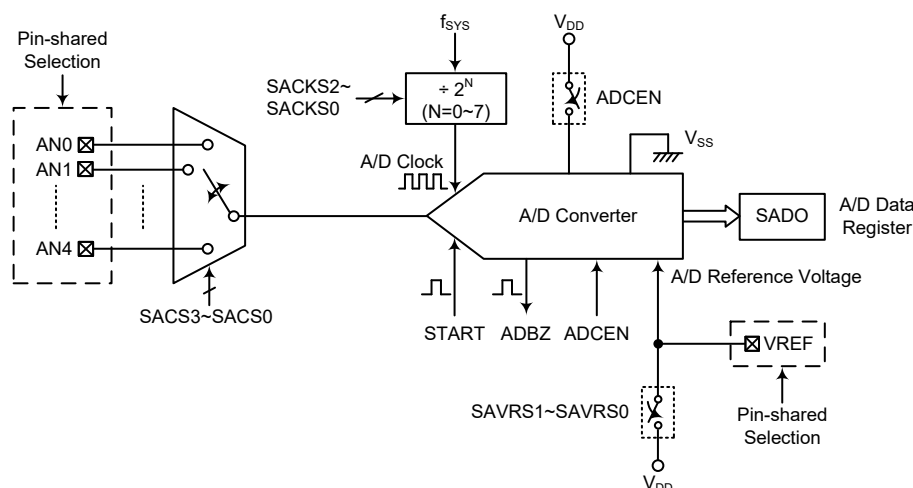 Pin-shared
Selection
AN0
AN1
AN4
SACS3~SACS0
fSYS
SACKS2~
SACKS0
÷ 2^N
(N=0~7)
A/D Clock
VDD
ADCEN
VSS
A/D Converter
SADO
A/D Data
Register
START
ADBZ
ADCEN
A/D Reference Voltage
VREF
SAVRS1~SAVRS0
Pin-shared
Selection
VDD